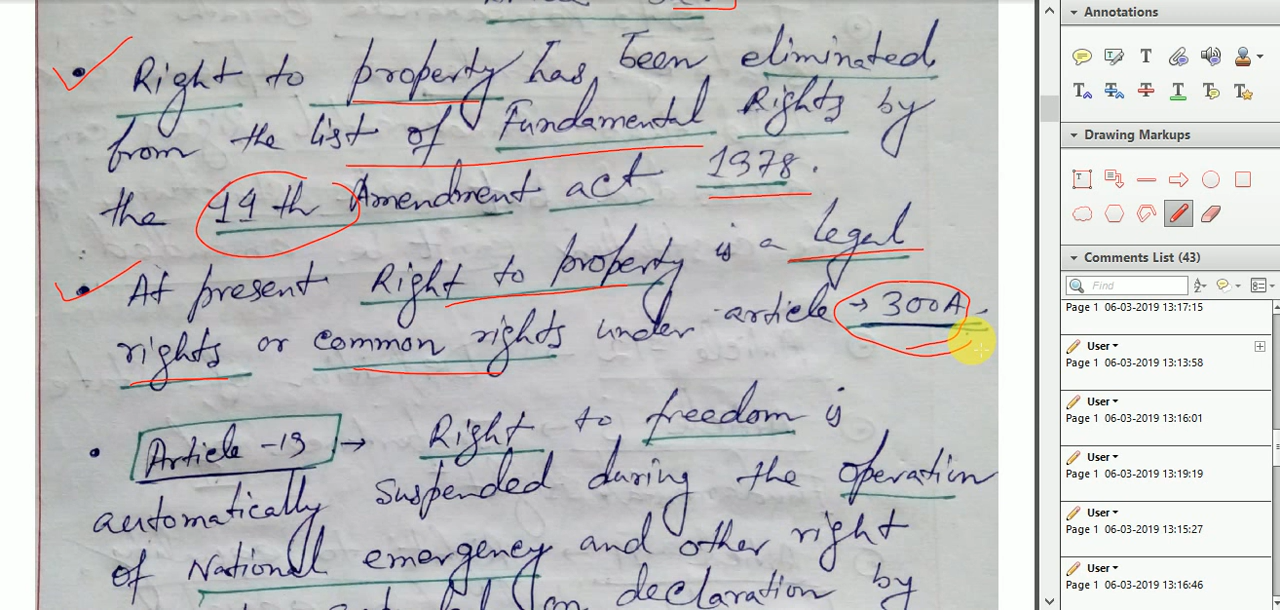 • Right to property has been eliminated
from the list of Fundamental Rights by
the 44th Amendment act 1978.
• At present Right to property is a legal
rights or common rights under article → 300A.
• Article -19 → Right to freedom is
automatically suspended during the operation
of National emergency and other right
on declaration by
Annotations
Drawing Markups
Comments List (43)
Find
Page 1 06-03-2019 13:17:15
User
Page 1 06-03-2019 13:13:58
User
Page 1 06-03-2019 13:16:01
User
Page 1 06-03-2019 13:19:19
User
Page 1 06-03-2019 13:15:27
User
Page 1 06-03-2019 13:16:46